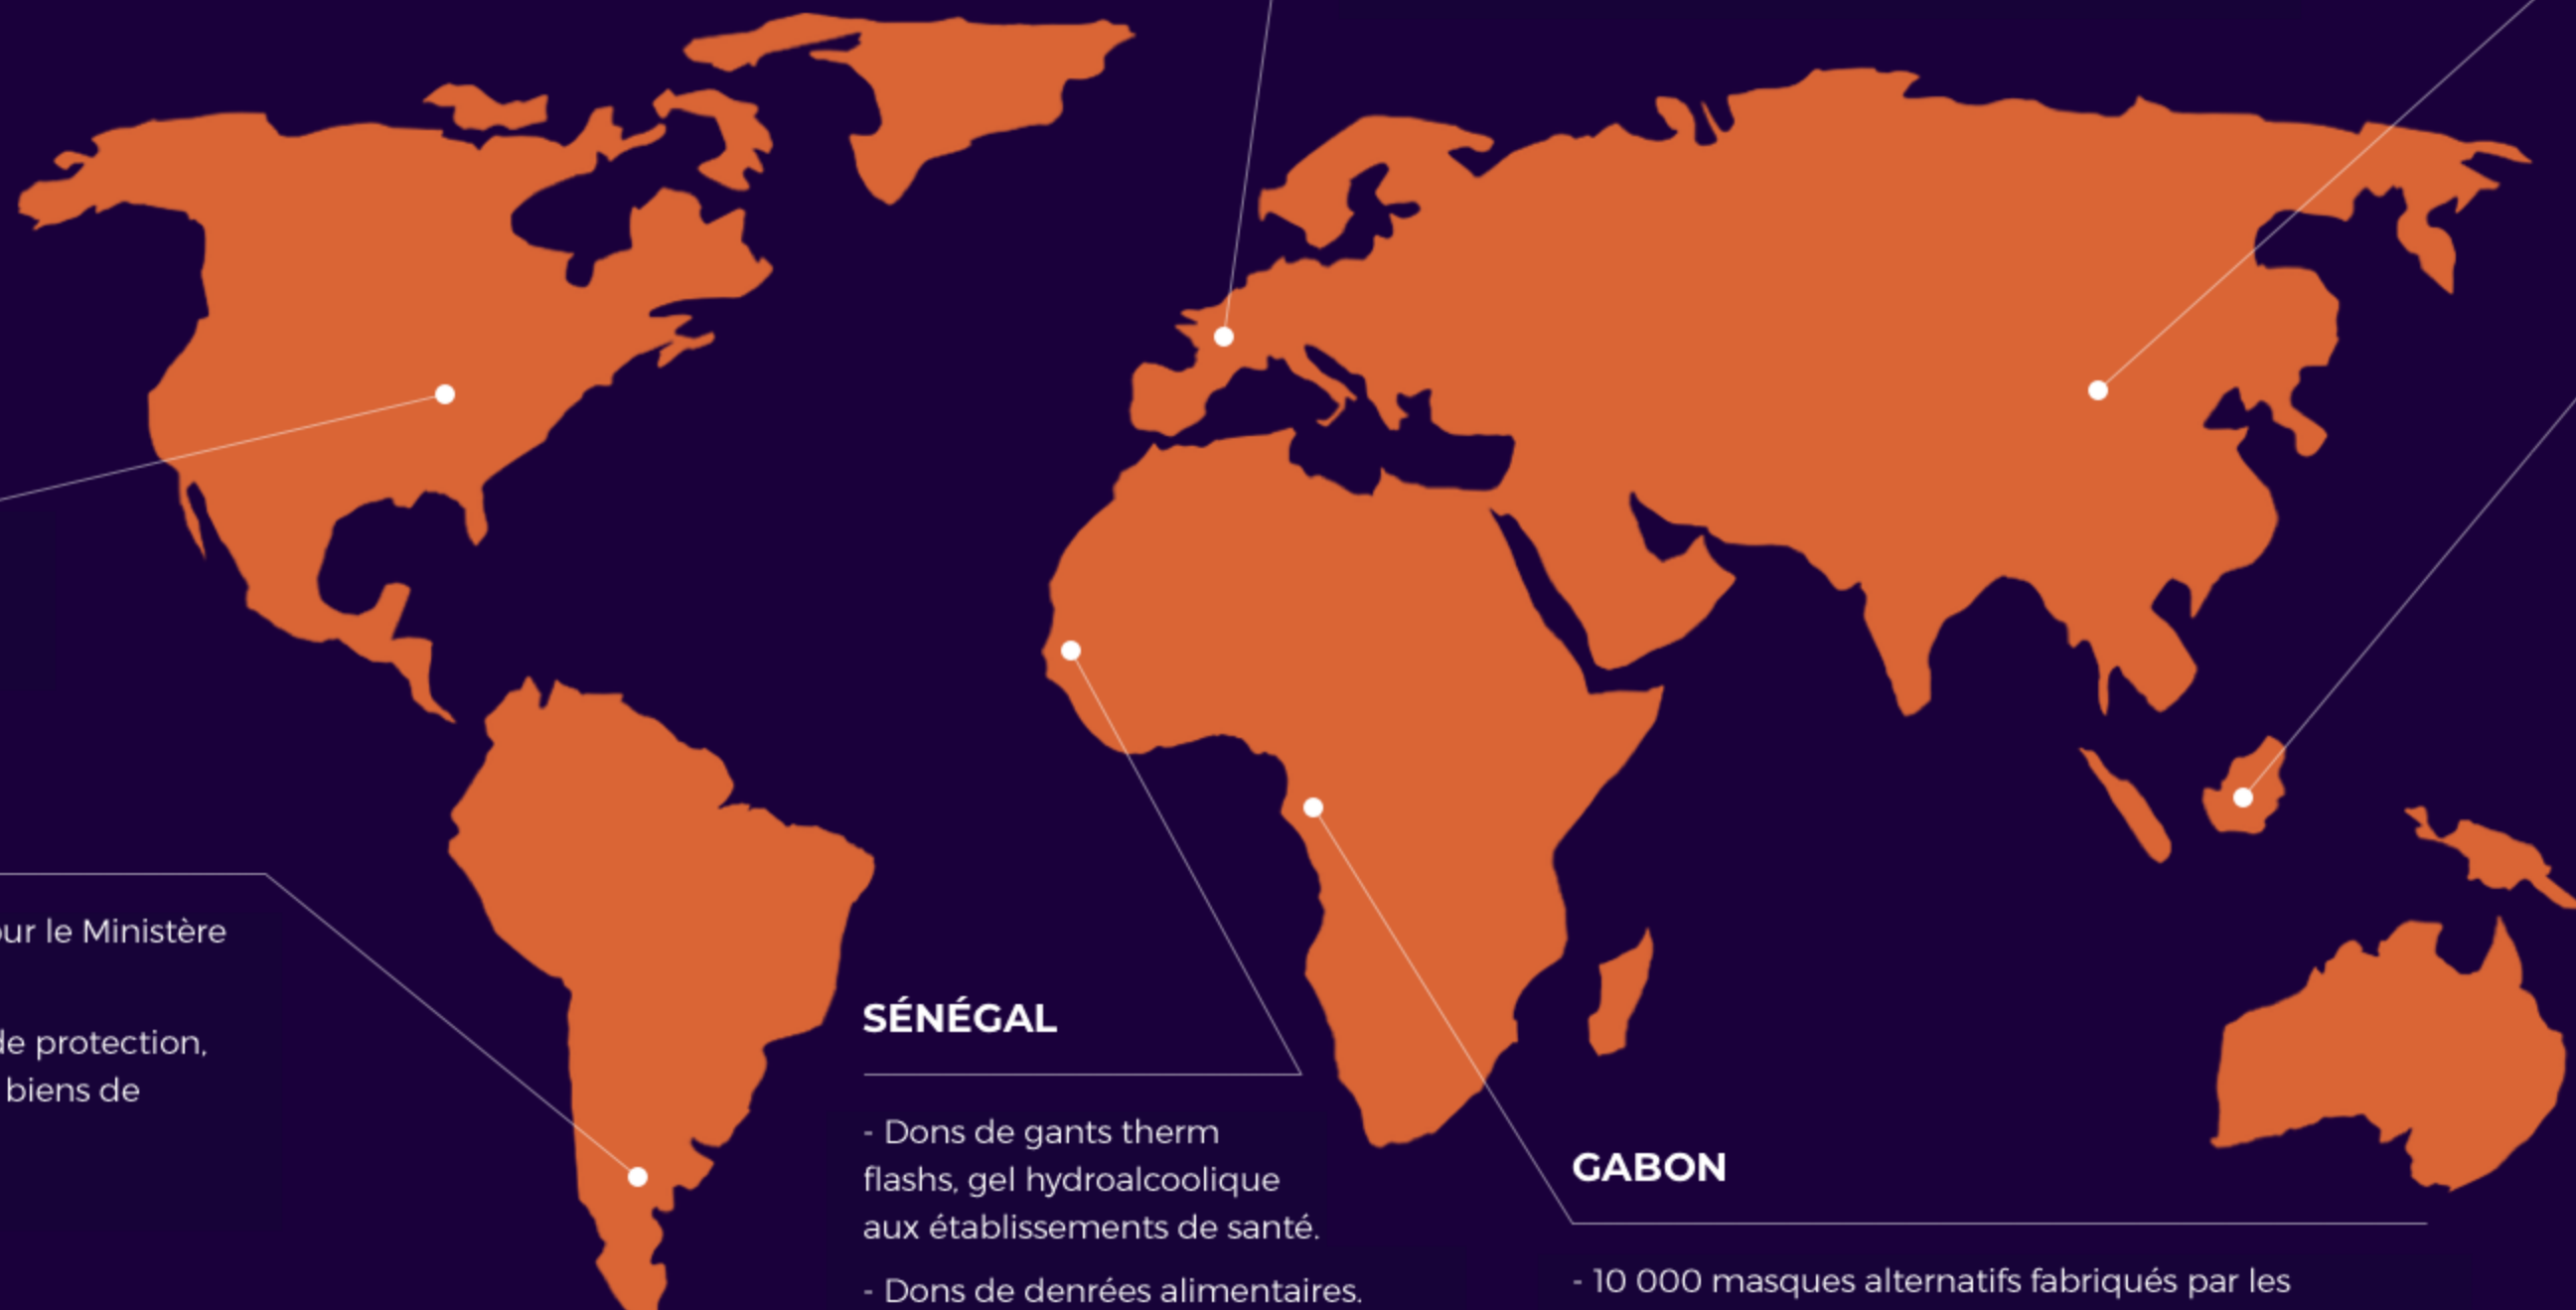 le Ministère
de protection,
biens de
SÉNÉGAL
- Dons de gants therm
flashs, gel hydroalcoolique
aux établissements de santé.
- Dons de denrées alimentaires.
GABON
- 10 000 masques alternatifs fabriqués par les